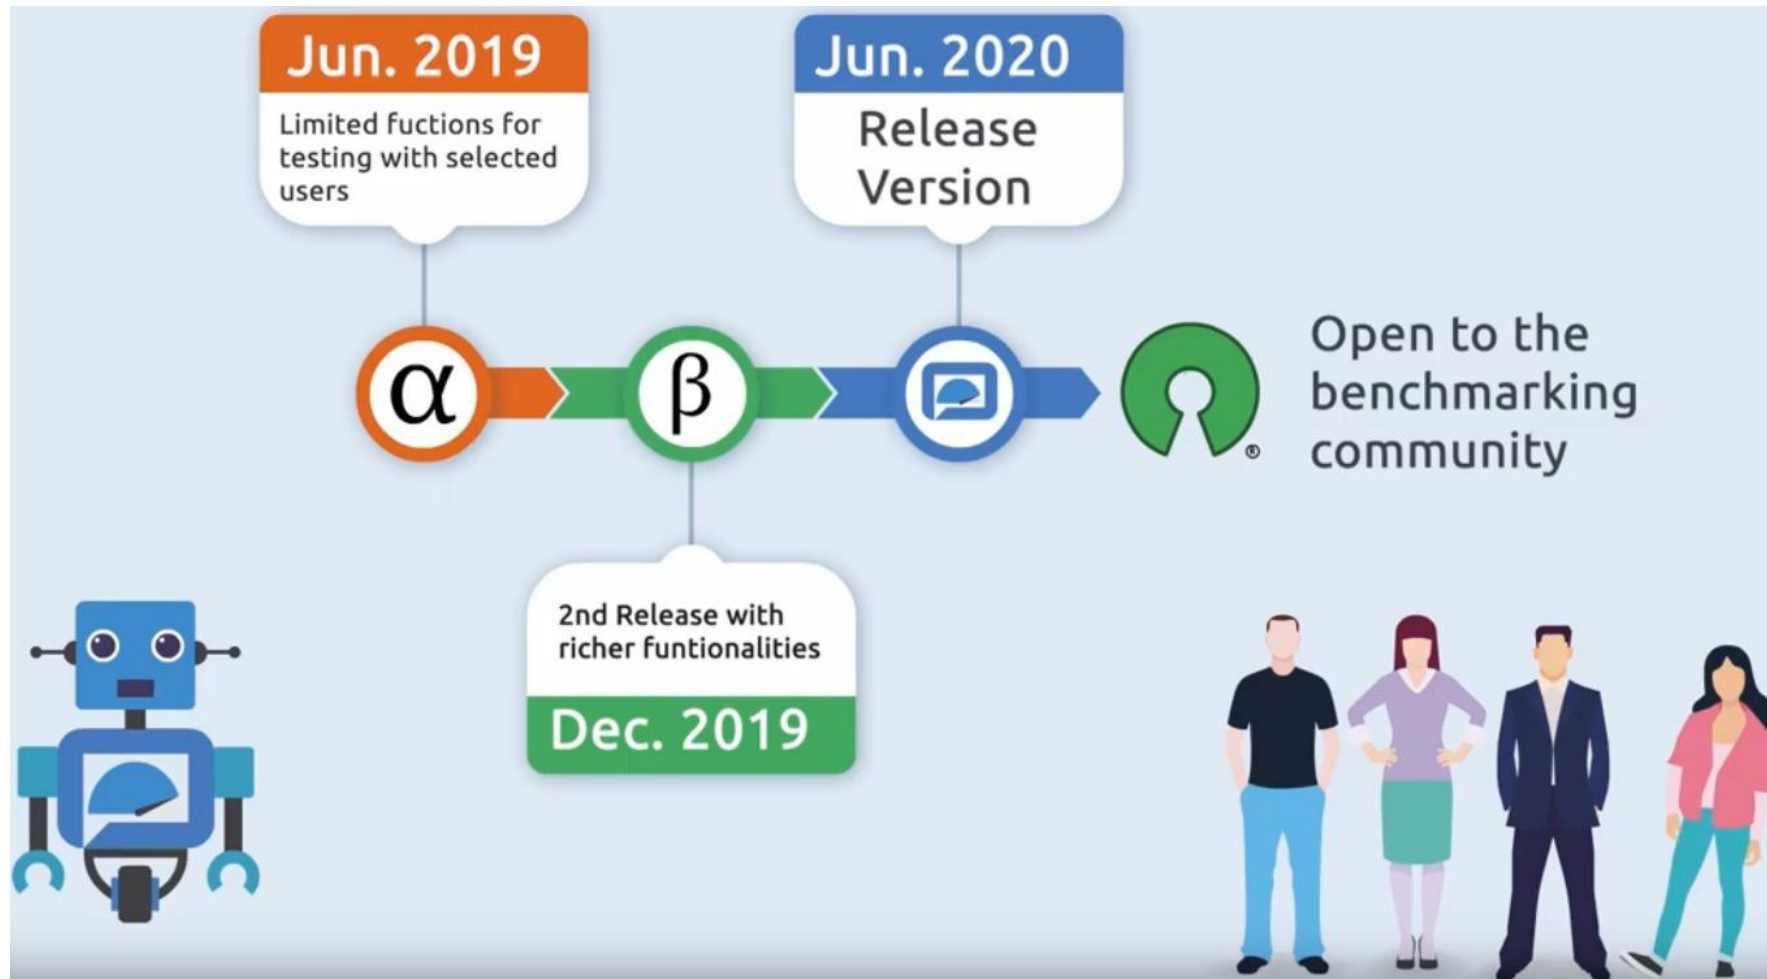 Jun. 2019
Limited fuctions for
testing with selected
users
Jun. 2020
Release
Version
α
β
Open to the
benchmarking
community
®
2nd Release with
richer funtionalities
Dec. 2019